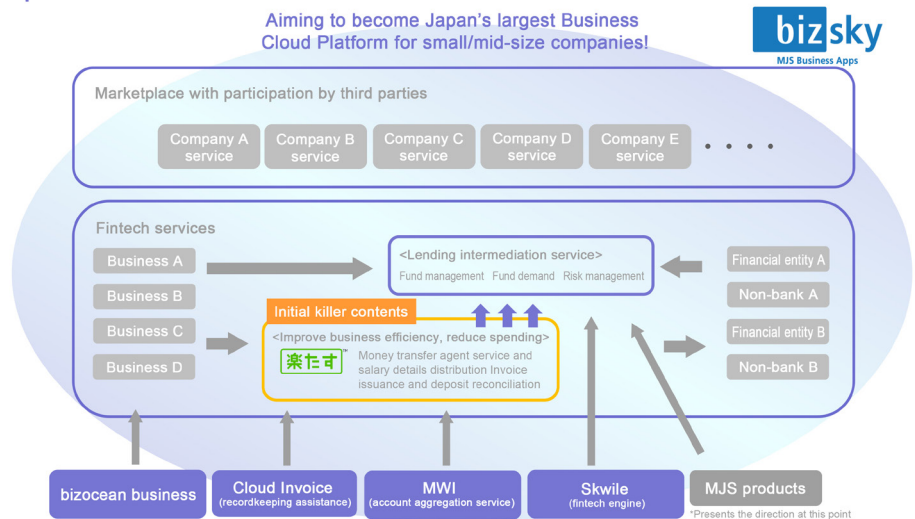 Aiming to become Japan's largest Business
Cloud Platform for small/mid-size companies!
bizsky
MJS Business Apps
Marketplace with participation by third parties
Company A
service
Company B
service
Company C
service
Company D
service
Company E
service
• • • •
Fintech services
Business A
Business B
Business C
Business D
<Lending intermediation service>
Fund management Fund demand Risk management
Financial entity A
Non-bank A
Financial entity B
Non-bank B
Initial killer contents
<Improve business efficiency, reduce spending>
楽たす
Money transfer agent service and
salary details distribution Invoice
issuance and deposit reconciliation
bizocean business
Cloud Invoice
(recordkeeping assistance)
MWI
(account aggregation service)
Skwile
(fintech engine)
MJS products
*Presents the direction at this point